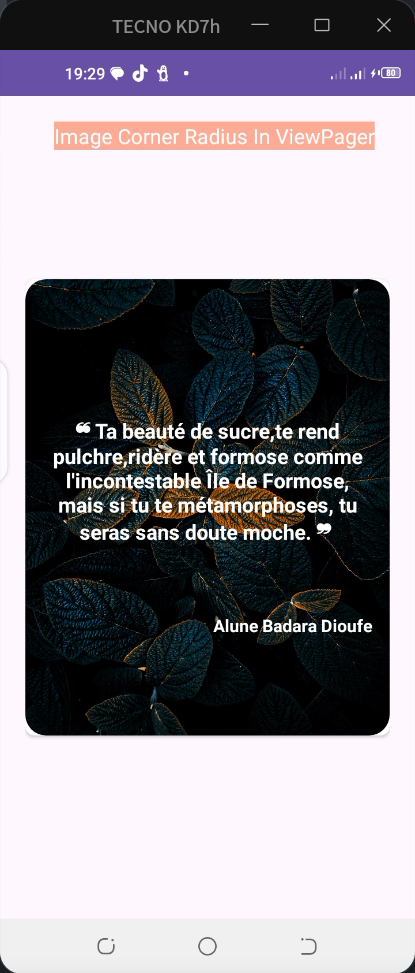 TECNO KD7h
19:29
80
Image Corner Radius In ViewPager
❝ Ta beauté de sucre,te rend
pulchre,ridère et formose comme
l'incontestable Île de Formose,
mais si tu te métamorphoses, tu
seras sans doute moche. ❞
Alune Badara Dioufe